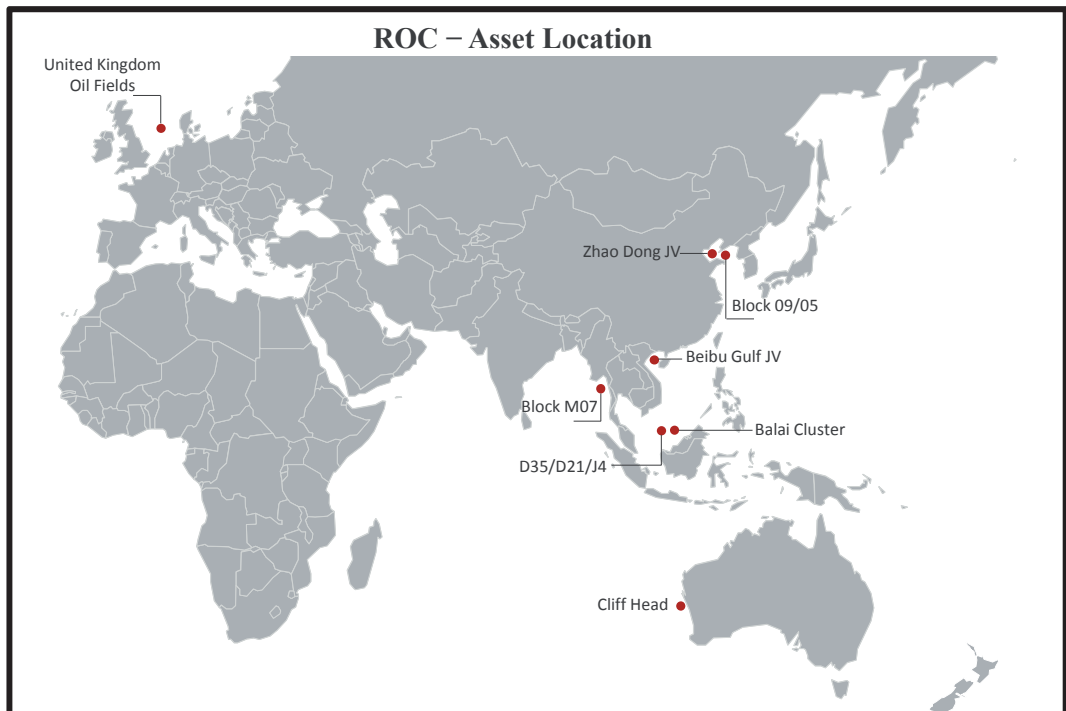 ROC – Asset Location
United Kingdom
Oil Fields
Zhao Dong JV
Block 09/05
Beibu Gulf JV
Block M07
Balai Cluster
D35/D21/J4
Cliff Head